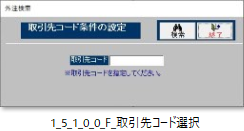 外注検索
取引先コード条件の設定
検索
終了
取引先コード
※取引先コードを指定してください。
1_5_1_0_0_F_取引先コード選択